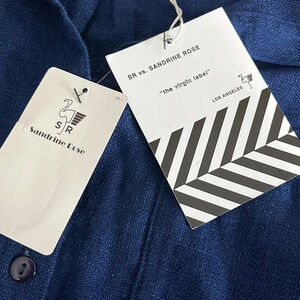 S R
Sandrine Rose
SR vs. SANDRINE ROSE
"the virgin label"
LOS ANGELES